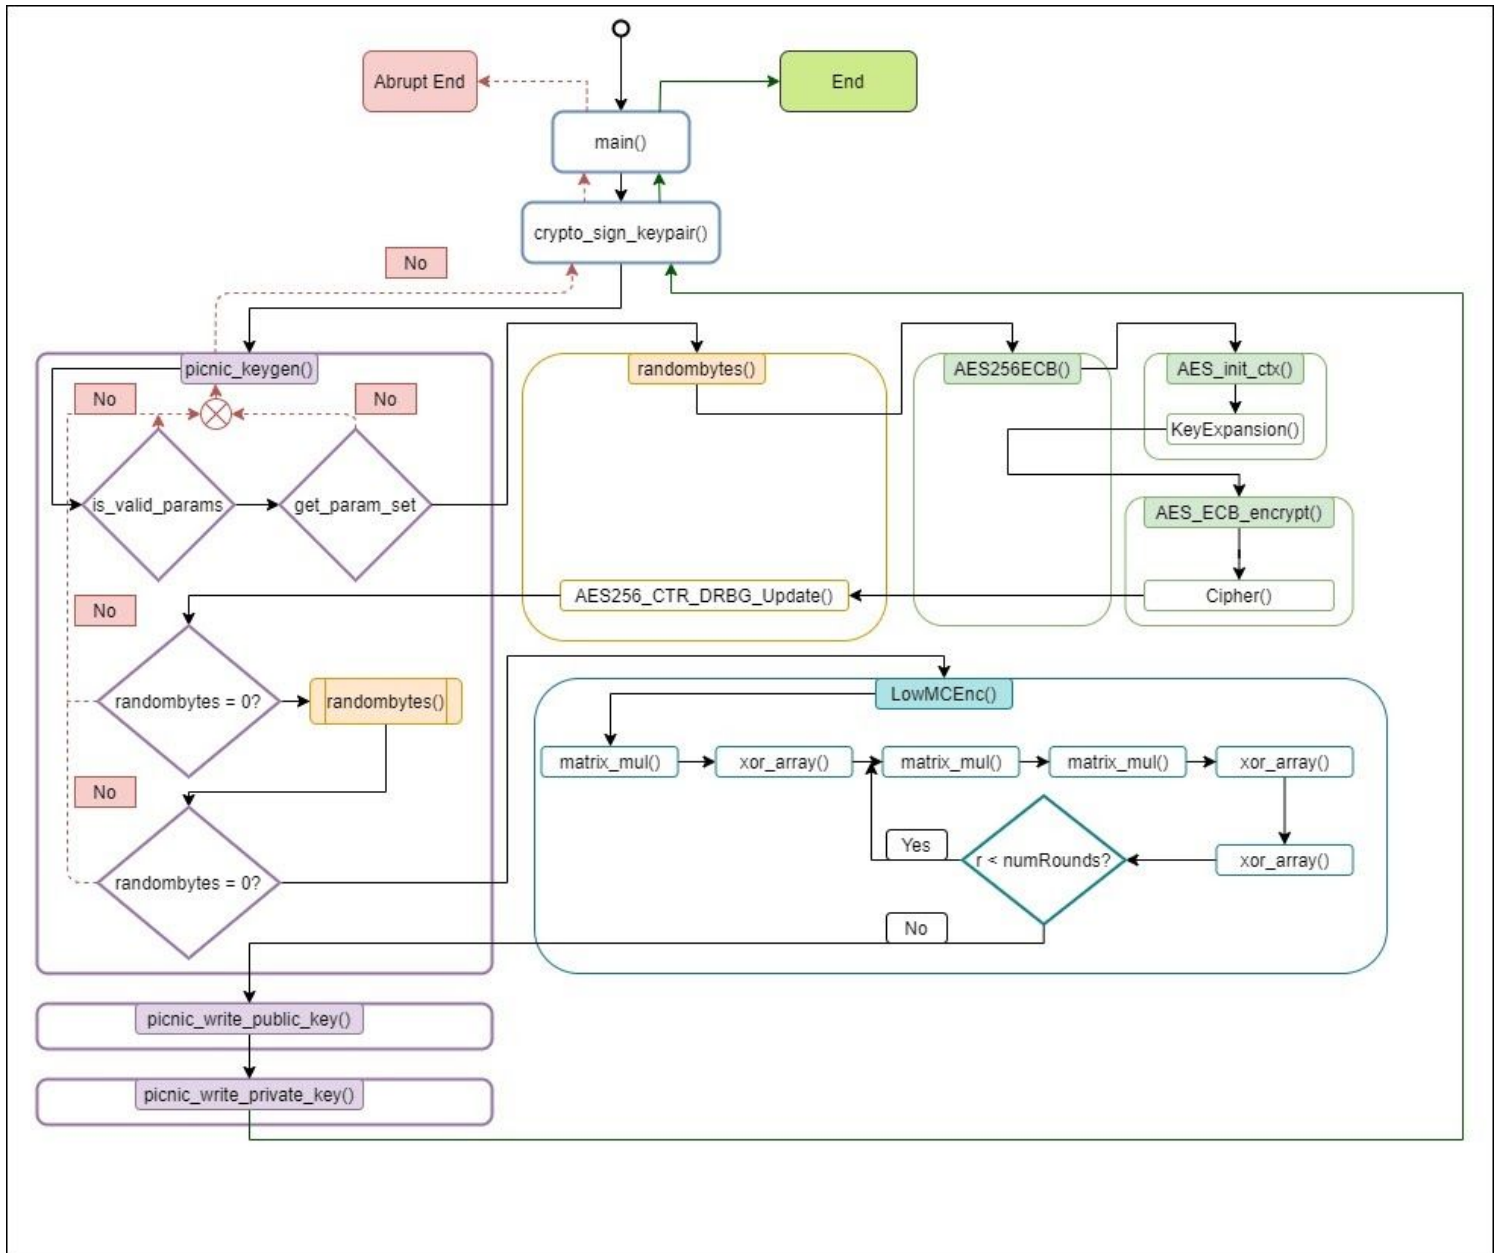 Abrupt End
End
main()
crypto_sign_keypair()
No
picnic_keygen()
randombytes()
AES256ECB()
AES_init_ctx()
No
No
KeyExpansion()
is_valid_params
get_param_set
AES_ECB_encrypt()
No
AES256_CTR_DRBG_Update()
Cipher()
randombytes = 0?
randombytes()
LowMCEnc()
matrix_mul()
xor_array()
matrix_mul()
matrix_mul()
xor_array()
No
Yes
r < numRounds?
xor_array()
randombytes = 0?
No
picnic_write_public_key()
picnic_write_private_key()